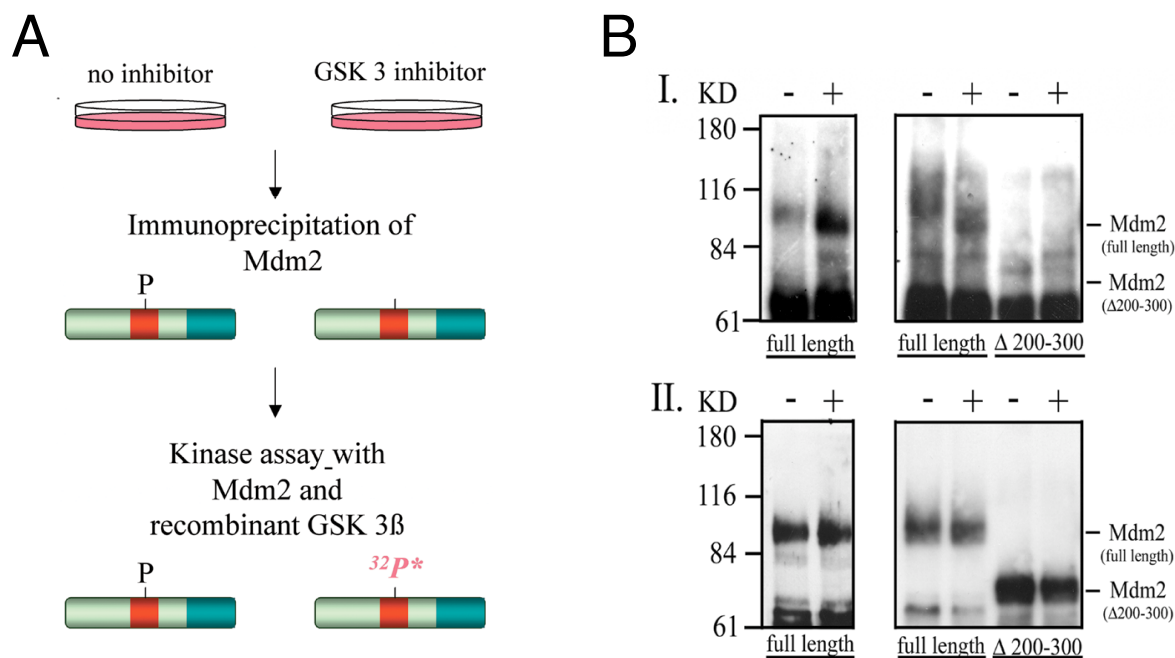 A
no inhibitor
GSK 3 inhibitor
Immunoprecipitation of
Mdm2
P
Kinase assay with
Mdm2 and
recombinant GSK 3ß
P
32P*
B
I. KD - + - + - +
180
116
84
61
Mdm2
(full length)
Mdm2
(Δ200-300)
full length
full length
Δ 200-300
II. KD - + - + - +
180
116
84
61
Mdm2
(full length)
Mdm2
(Δ200-300)
full length
full length
Δ 200-300